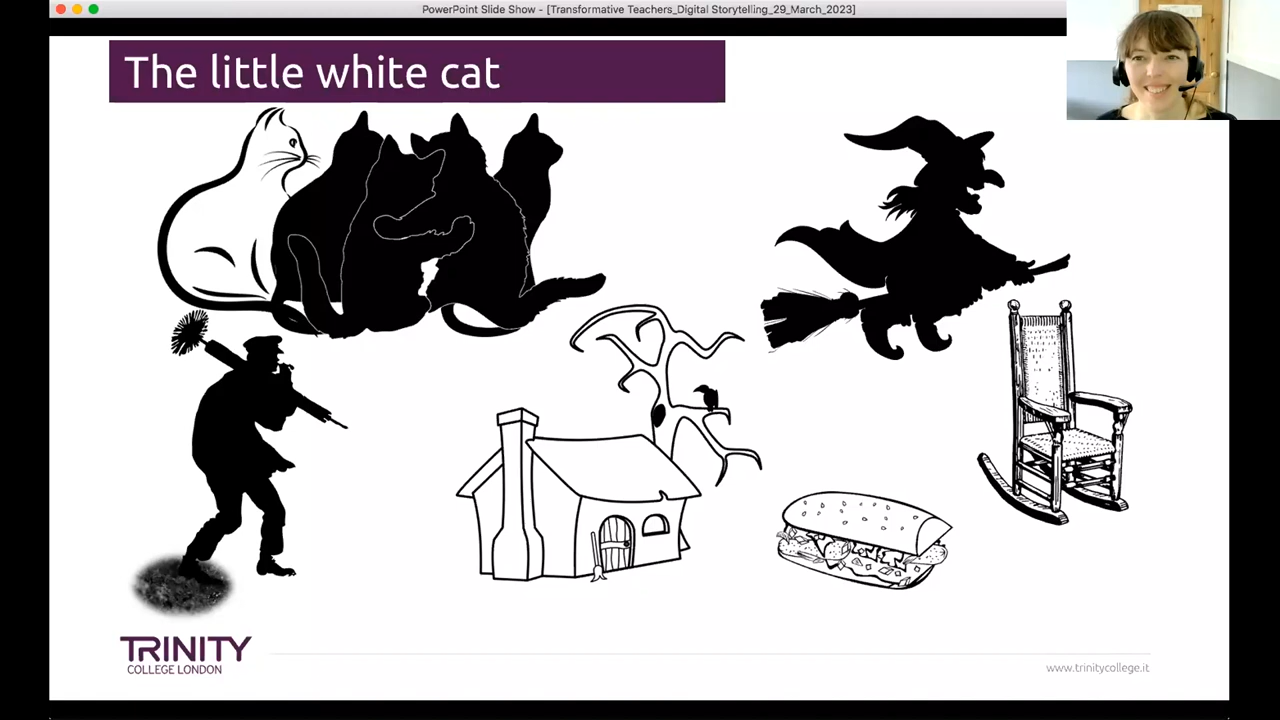 PowerPoint Slide Show - [Transformative Teachers_Digital Storytelling_29_March_2023]
The little white cat
TRINITY
COLLEGE LONDON
www.trinitycollege.it